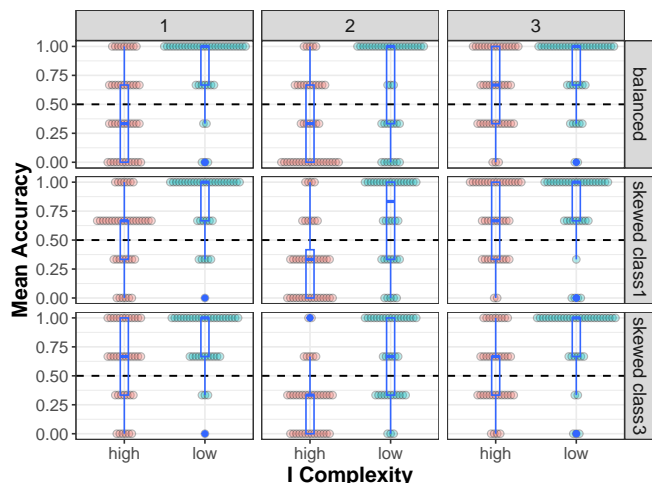 1 2 3
1.00
0.75
0.50
0.25
0.00
balanced
1.00
0.75
0.50
0.25
0.00
skewed class1
1.00
0.75
0.50
0.25
0.00
skewed class3
Mean Accuracy
high low high low high low
I Complexity